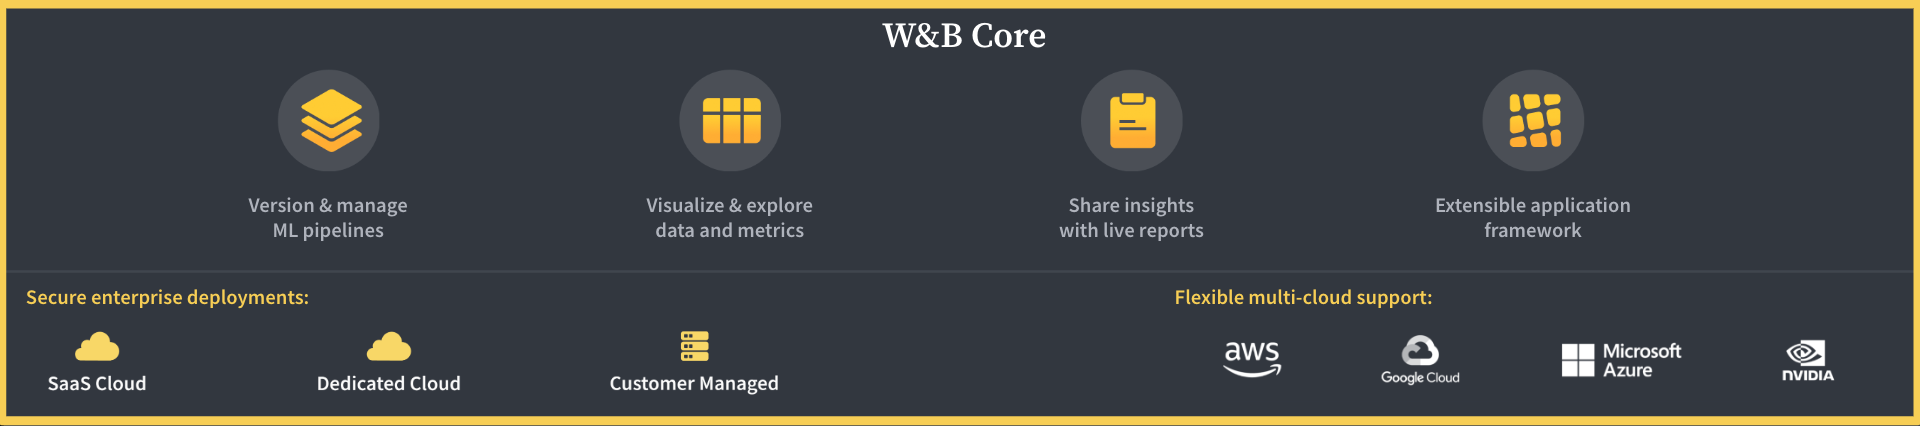 W&B Core
Version & manage
ML pipelines
Visualize & explore
data and metrics
Share insights
with live reports
Extensible application
framework
Secure enterprise deployments:
SaaS Cloud
Dedicated Cloud
Customer Managed
Flexible multi-cloud support:
aws
Google Cloud
Microsoft
Azure
NVIDIA